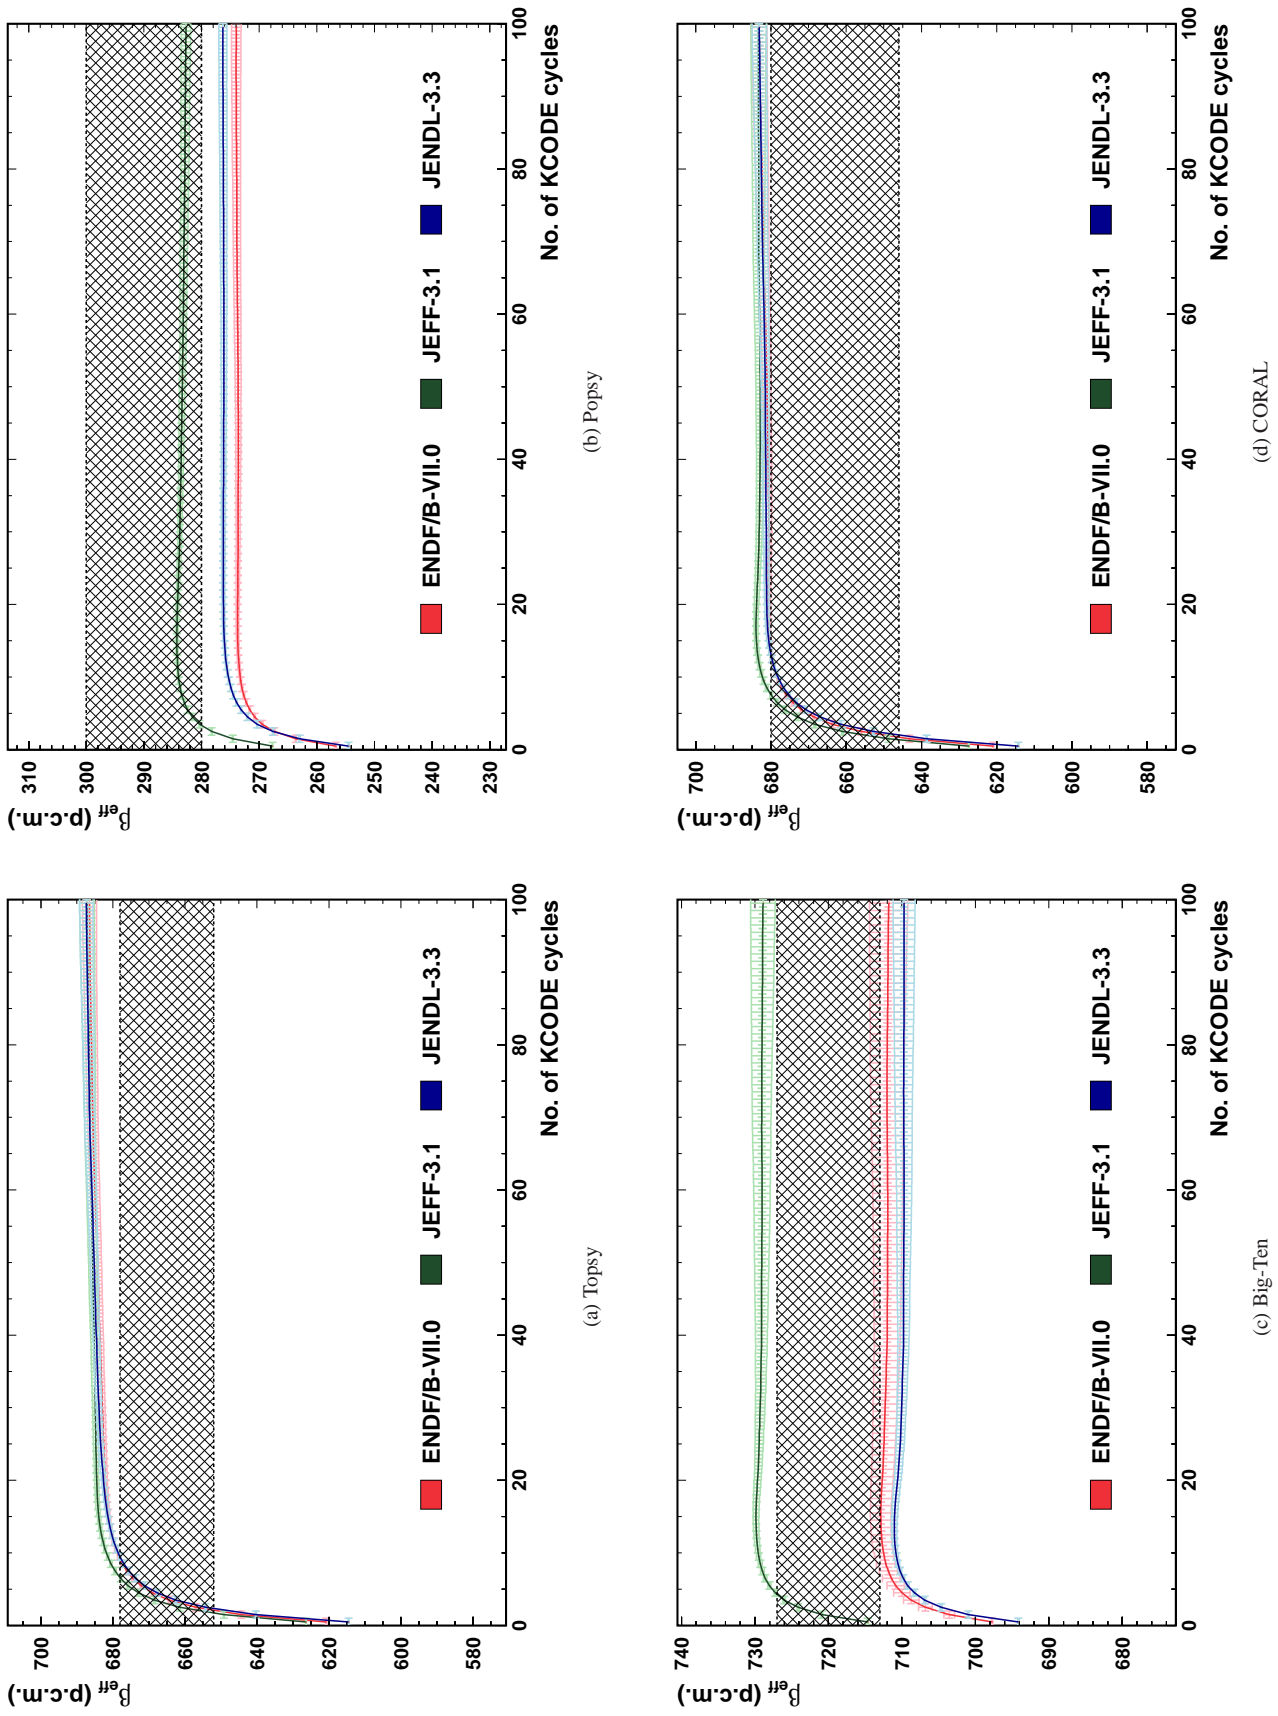 β_eff (p.c.m.)
700
680
660
640
620
600
580
0
20
40
60
80
100
No. of KCODE cycles
ENDF/B-VII.0
JEFF-3.1
JENDL-3.3
(a) Topsy
β_eff (p.c.m.)
310
300
290
280
270
260
250
240
230
0
20
40
60
80
100
No. of KCODE cycles
ENDF/B-VII.0
JEFF-3.1
JENDL-3.3
(b) Popsy
β_eff (p.c.m.)
740
730
720
710
700
690
680
0
20
40
60
80
100
No. of KCODE cycles
ENDF/B-VII.0
JEFF-3.1
JENDL-3.3
(c) Big-Ten
β_eff (p.c.m.)
700
680
660
640
620
600
580
0
20
40
60
80
100
No. of KCODE cycles
ENDF/B-VII.0
JEFF-3.1
JENDL-3.3
(d) CORAL